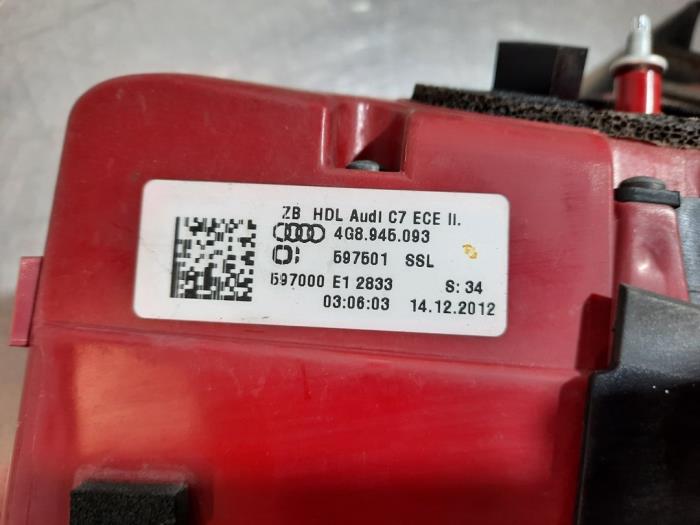 ZB HDL Audi C7 ECE II.
4G8.945.093
597501 SSL
597000 E1 2833 S: 34
03:06:03 14.12.2012